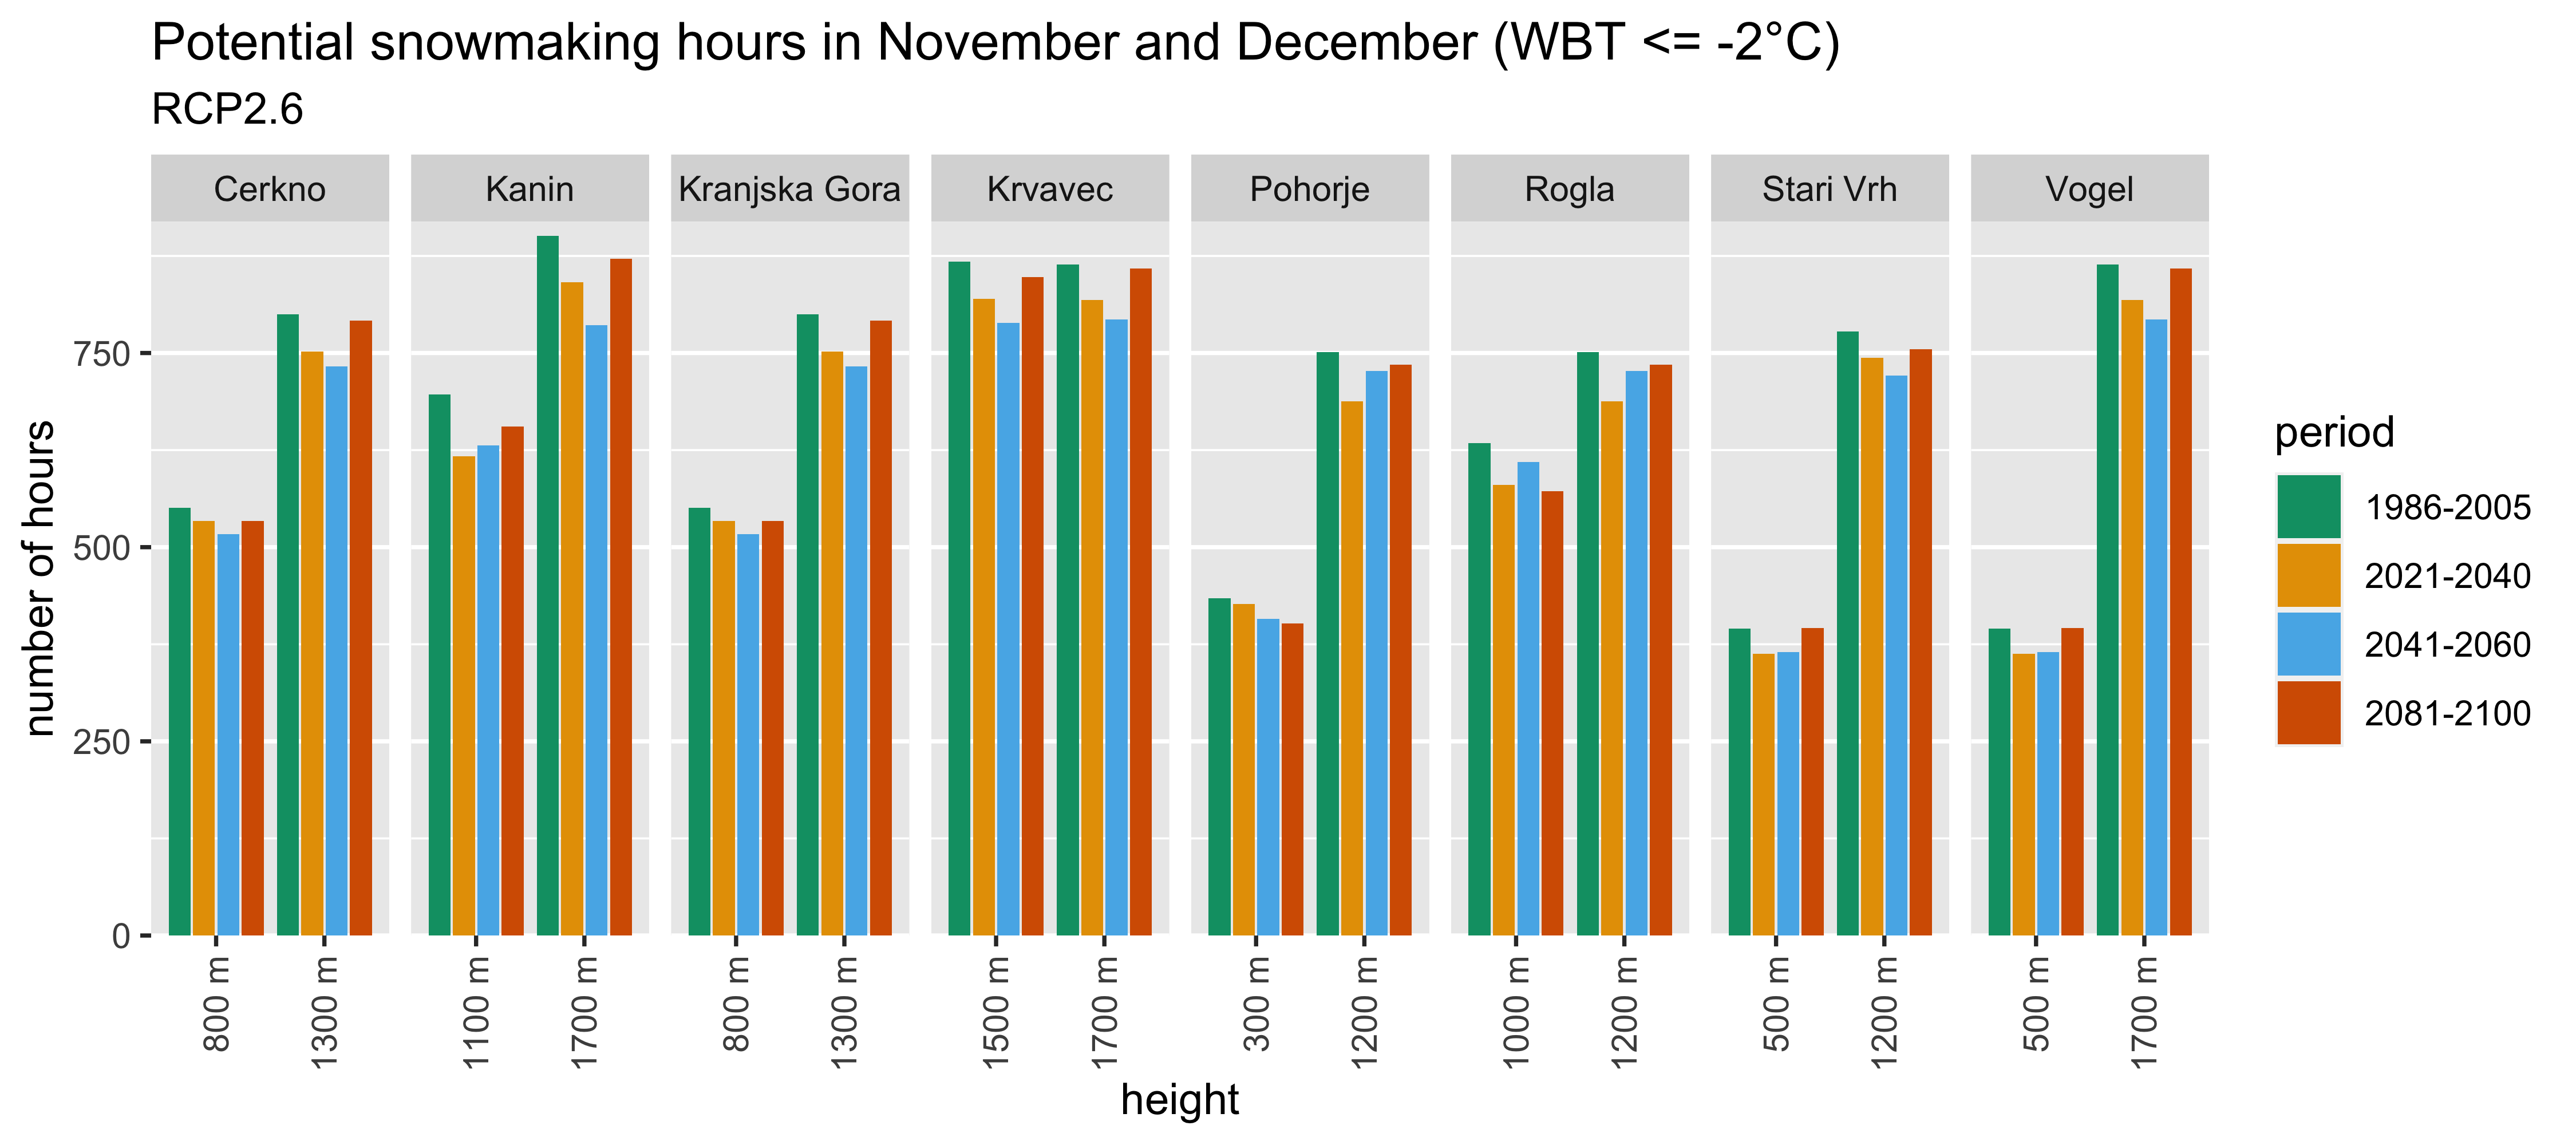 Potential snowmaking hours in November and December (WBT <= -2°C)
RCP2.6
Cerkno
Kanin
Kranjska Gora
Krvavec
Pohorje
Rogla
Stari Vrh
Vogel
number of hours
750
500
250
0
800 m
1300 m
1100 m
1700 m
800 m
1300 m
1500 m
1700 m
300 m
1200 m
1000 m
1200 m
500 m
1200 m
500 m
1700 m
height
period
1986-2005
2021-2040
2041-2060
2081-2100